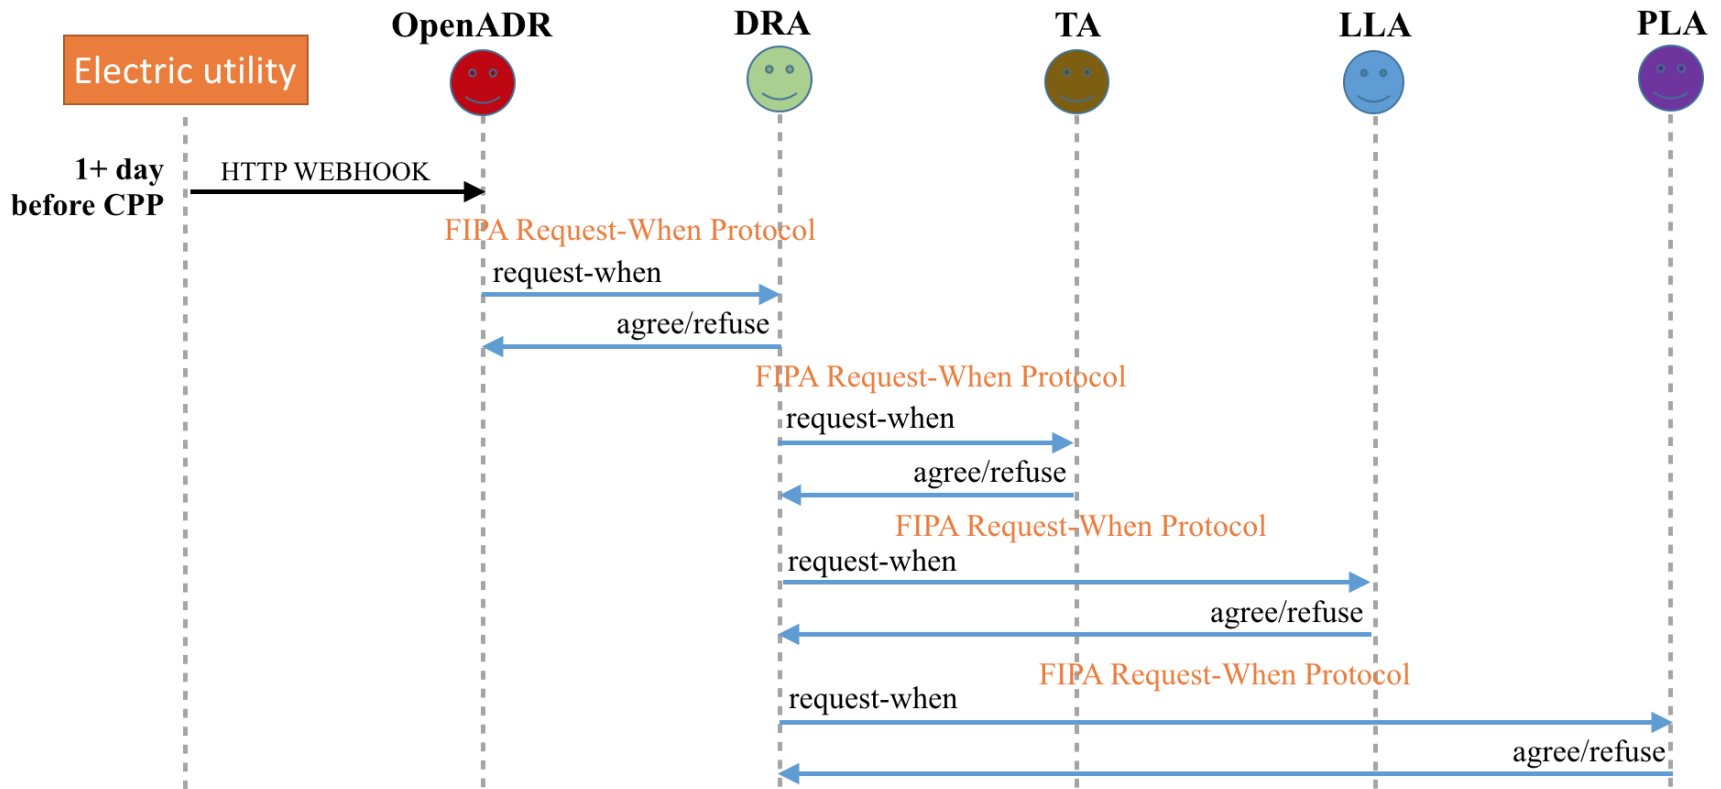 OpenADR DRA TA LLA PLA
Electric utility
1+ day
before CPP
HTTP WEBHOOK
FIPA Request-When Protocol
request-when
agree/refuse
FIPA Request-When Protocol
request-when
agree/refuse
FIPA Request-When Protocol
request-when
agree/refuse
FIPA Request-When Protocol
request-when
agree/refuse